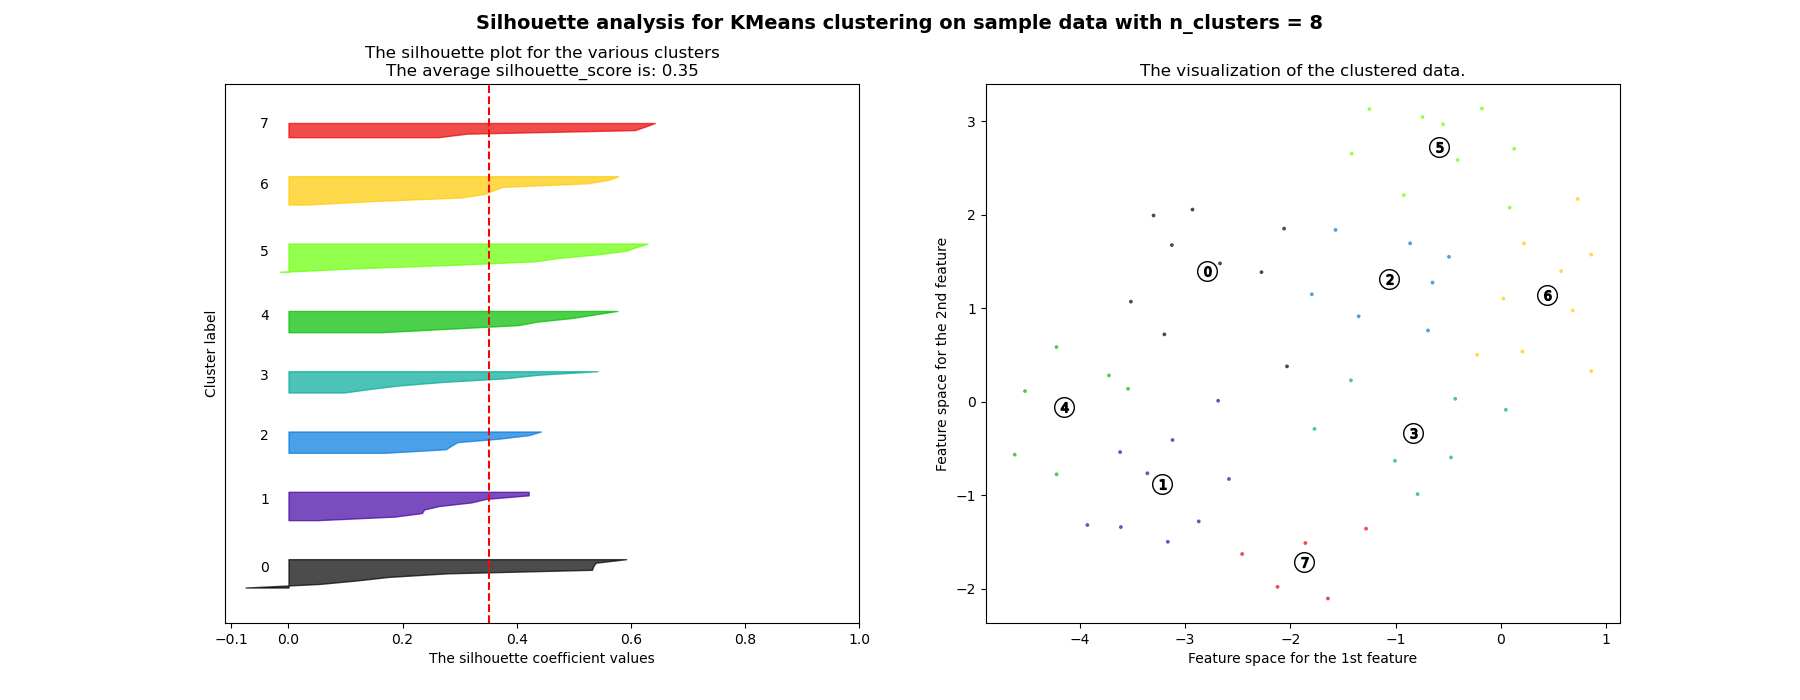 Silhouette analysis for KMeans clustering on sample data with n_clusters = 8
The silhouette plot for the various clusters
The average silhouette_score is: 0.35
7
6
5
4
3
2
1
0
Cluster label
−0.1 0.0 0.2 0.4 0.6 0.8 1.0
The silhouette coefficient values
The visualization of the clustered data.
3
2
1
0
−1
−2
Feature space for the 2nd feature
5
0
2
6
4
3
1
7
−4 −3 −2 −1 0 1
Feature space for the 1st feature